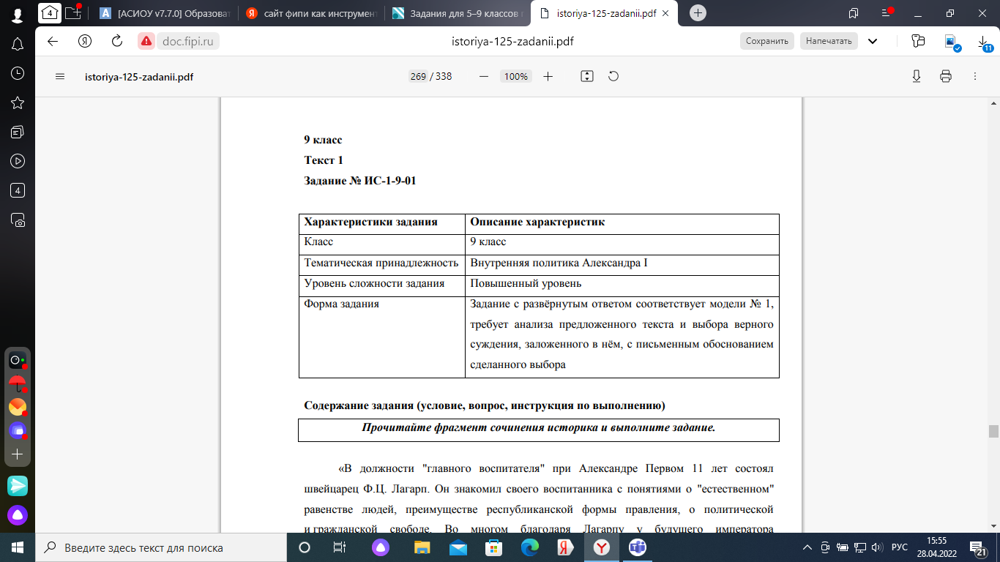 [АСИОУ v7.7.0] Образоват
сайт фипи как инструмент
Задания для 5–9 классов п
istoriya-125-zadanii.pdf
doc.fipi.ru
istoriya-125-zadanii.pdf
Сохранить
Напечатать
11
istoriya-125-zadanii.pdf
269 / 338
100%
9 класс
Текст 1
Задание № ИС-1-9-01
Характеристики задания
Описание характеристик
Класс
9 класс
Тематическая принадлежность
Внутренняя политика Александра I
Уровень сложности задания
Повышенный уровень
Форма задания
Задание с развёрнутым ответом соответствует модели № 1,
требует анализа предложенного текста и выбора верного
суждения, заложенного в нём, с письменным обоснованием
сделанного выбора
Содержание задания (условие, вопрос, инструкция по выполнению)
Прочитайте фрагмент сочинения историка и выполните задание.
«В должности "главного воспитателя" при Александре Первом 11 лет состоял
швейцарец Ф.Ц. Лагарп. Он знакомил своего воспитанника с понятиями о "естественном"
равенстве людей, преимуществе республиканской формы правления, о политической
и гражданской свободе. Во многом благодаря Лагарпу у будущего императора
4
Введите здесь текст для поиска
РУС
15:55
28.04.2022
21